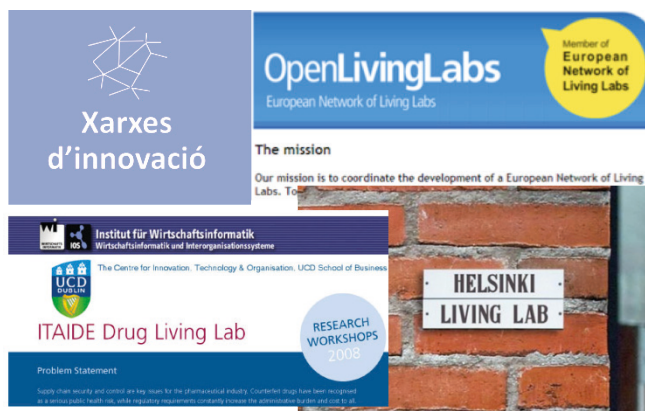 Xarxes
d'innovació
OpenLivingLabs
European Network of Living Labs
Member of
European
Network of
Living Labs
The mission
Our mission is to coordinate the development of a European Network of Living
Labs. To
WI
WIRTSCHAFTS
INFORMATIK
IOS
Institut für Wirtschaftsinformatik
Wirtschaftsinformatik und Interorganisationssysteme
UCD
DUBLIN
The Centre for Innovation, Technology & Organisation, UCD School of Business
ITAIDE Drug Living Lab
RESEARCH
WORKSHOPS
2008
Problem Statement
Supply chain security and control are key issues for the pharmaceutical industry. Counterfeit drugs have been recognised
as a serious public health risk, while regulatory requirements constantly increase the administrative burden and cost to all.
HELSINKI
LIVING LAB